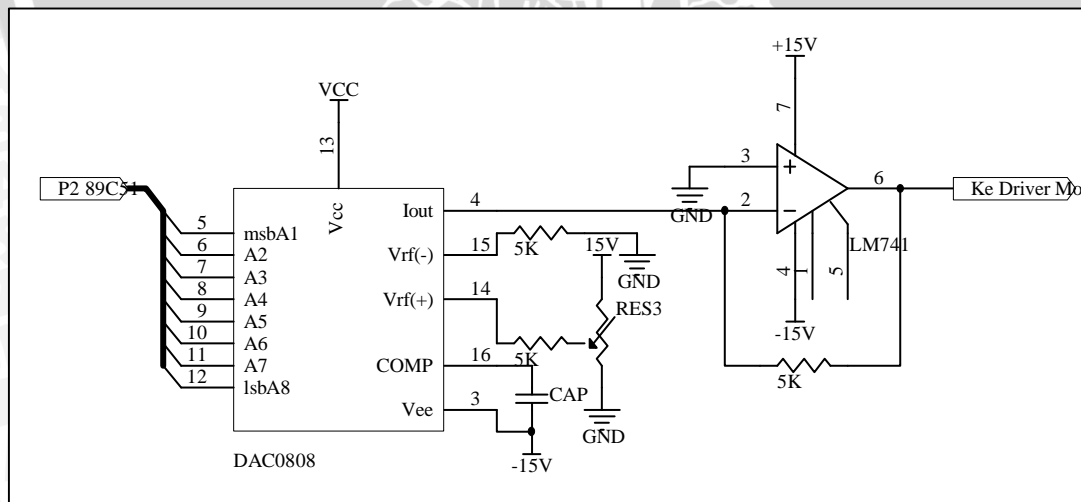 +15V
VCC
7
13
P2 89C51
3
+
6
Ke Driver Mo
4
Iout
2
−
GND
LM741
5
msbA1
Vcc
15
Vrf(-)
5K
15V
GND
4
1
5
6
A2
7
A3
14
Vrf(+)
RES3
-15V
8
A4
9
A5
10
A6
16
COMP
5K
5K
11
A7
12
lsbA8
CAP
3
Vee
GND
DAC0808
-15V